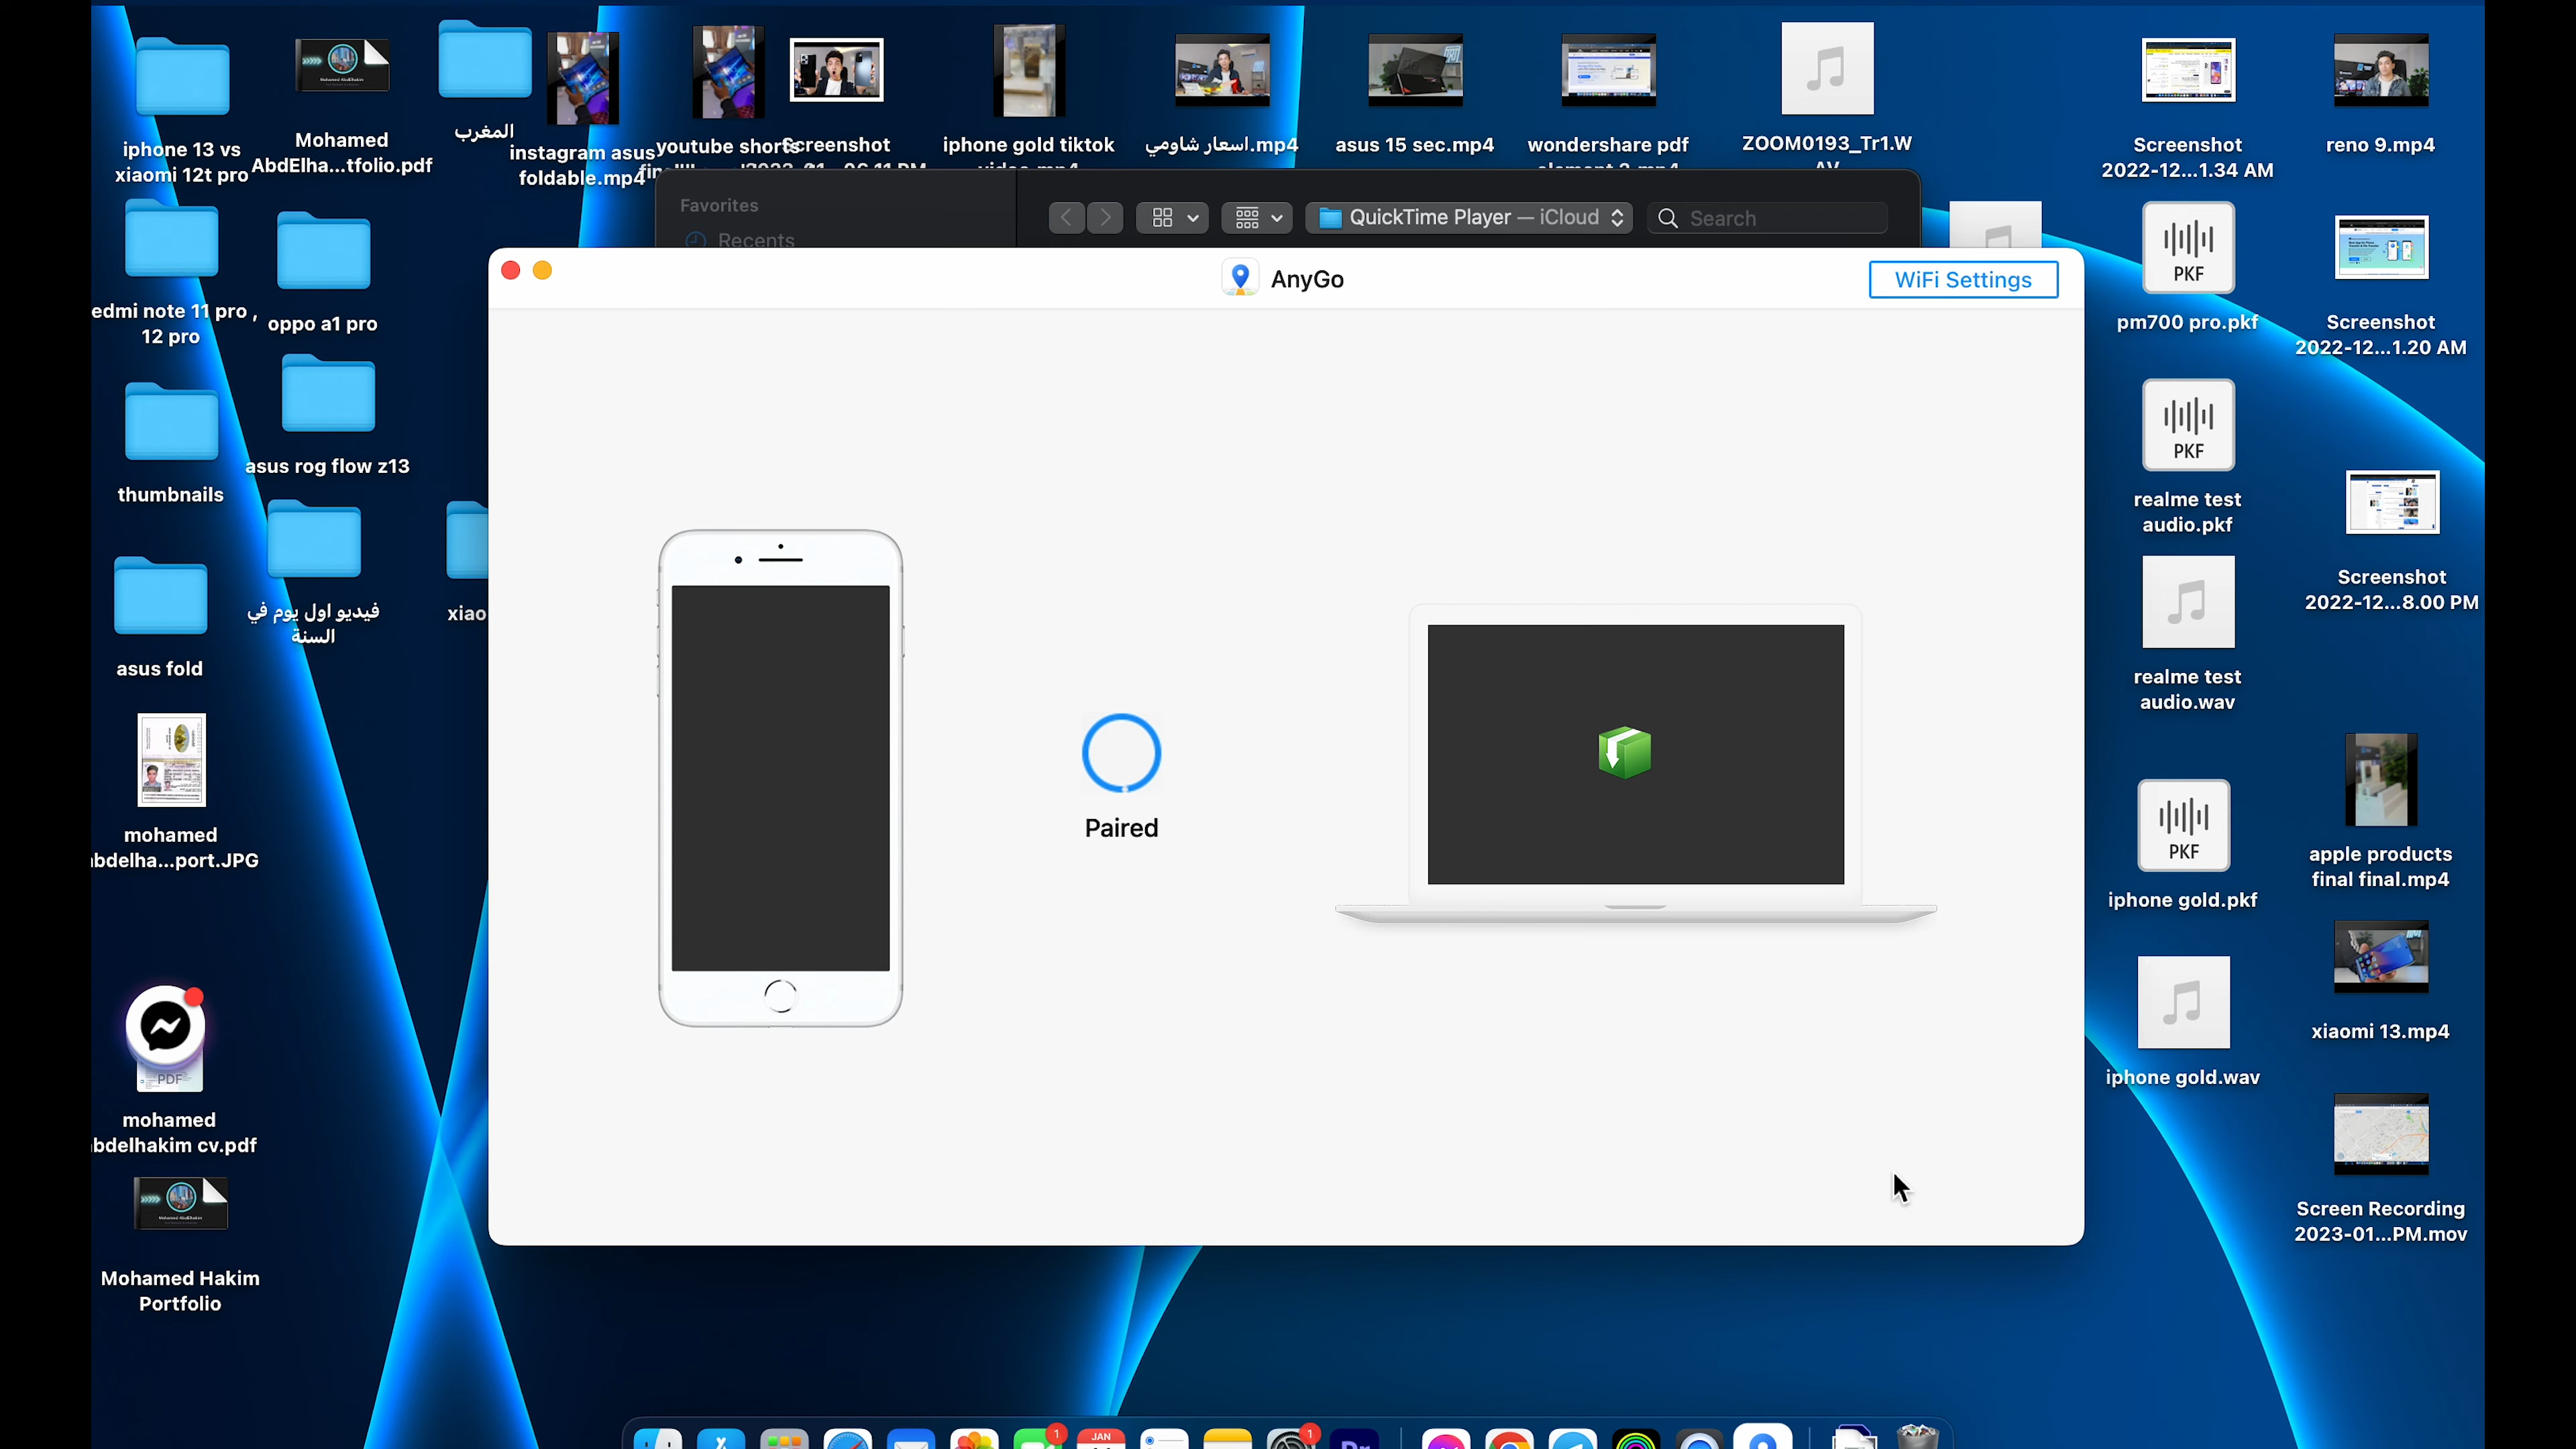 iphone 13 vs
xiaomi 12t pro
Mohamed
AbdElha...tfolio.pdf
المغرب
instagram asus
foldable.mp4
youtube shorts
Screenshot
iphone gold tiktok
اسعار شاومي.mp4
asus 15 sec.mp4
wondershare pdf
ZOOM0193_Tr1.W
Screenshot
2022-12...1.34 AM
reno 9.mp4
Favorites
Recents
QuickTime Player — iCloud
Search
edmi note 11 pro ,
12 pro
oppo a1 pro
AnyGo
WiFi Settings
PKF
pm700 pro.pkf
Screenshot
2022-12...1.20 AM
thumbnails
asus rog flow z13
PKF
realme test
audio.pkf
فيديو اول يوم في
السنة
xiao
Screenshot
2022-12...8.00 PM
asus fold
realme test
audio.wav
Paired
mohamed
bdelha...port.JPG
PKF
iphone gold.pkf
apple products
final final.mp4
xiaomi 13.mp4
PDF
mohamed
bdelhakim cv.pdf
iphone gold.wav
Screen Recording
2023-01...PM.mov
Mohamed Hakim
Portfolio
1
JAN
1